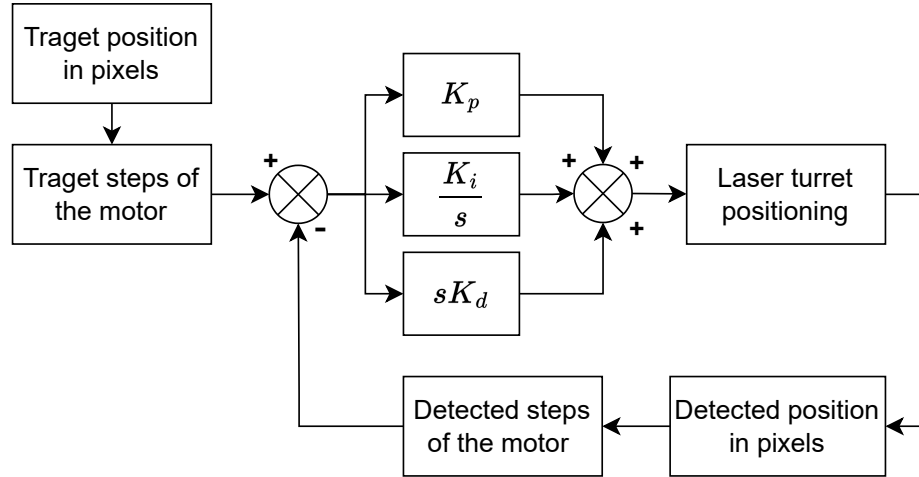 Traget position
in pixels
Traget steps of
the motor
+
-
K_p
K_i
s
sK_d
+
+
+
Laser turret
positioning
Detected steps
of the motor
Detected position
in pixels